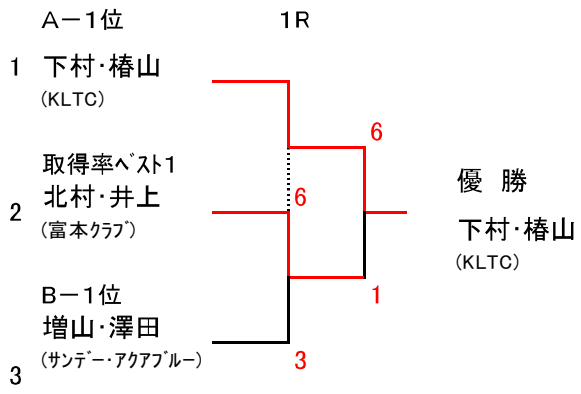 A－1位
1R
1
下村・椿山
(KLTC)
6
取得率ﾍﾞｽﾄ1
2
北村・井上
(富本ｸﾗﾌﾞ)
6
優　勝
下村・椿山
(KLTC)
B－1位
1
増山・澤田
(ｻﾝﾃﾞｰ・ｱｸｱﾌﾞﾙｰ)
3
3